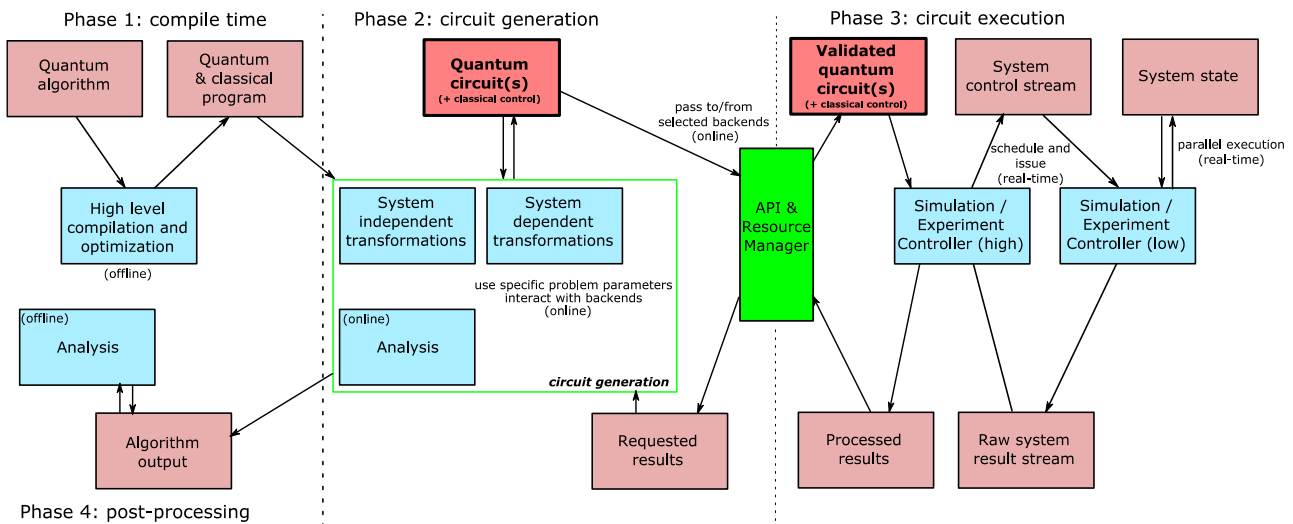 Phase 1: compile time
Quantum
algorithm
Quantum
& classical
program
High level
compilation and
optimization
(offline)
(offline)
Analysis
Algorithm
output
Phase 4: post-processing
Phase 2: circuit generation
Quantum
circuit(s)
(+ classical control)
pass to/from
selected backends
(online)
System
independent
transformations
System
dependent
transformations
use specific problem parameters
interact with backends
(online)
(online)
Analysis
circuit generation
Requested
results
API &
Resource
Manager
Phase 3: circuit execution
Validated
quantum
circuit(s)
(+ classical control)
System
control stream
System state
schedule and
issue
(real-time)
parallel execution
(real-time)
Simulation /
Experiment
Controller (high)
Simulation /
Experiment
Controller (low)
Processed
results
Raw system
result stream